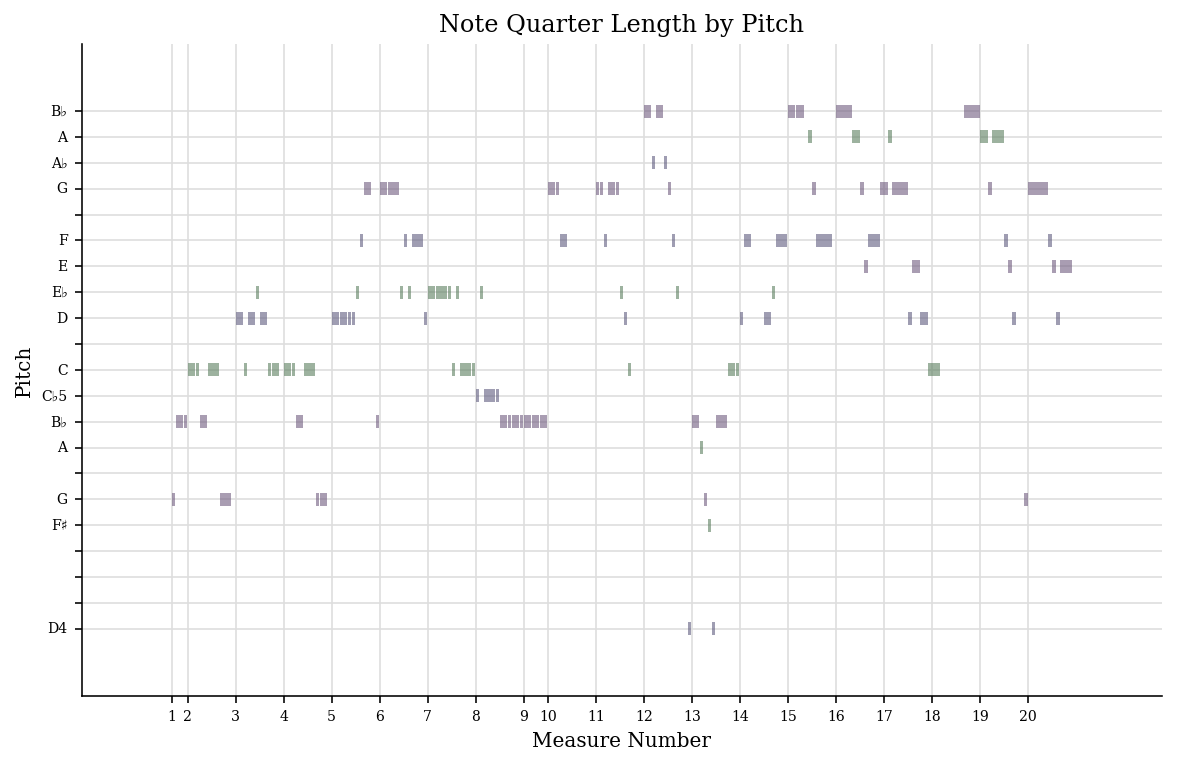 Note Quarter Length by Pitch
B♭
A
A♭
G
F
E
E♭
D
C
C♭5
B♭
A
G
F♯
D4
Pitch
1 2 3 4 5 6 7 8 9 10 11 12 13 14 15 16 17 18 19 20
Measure Number